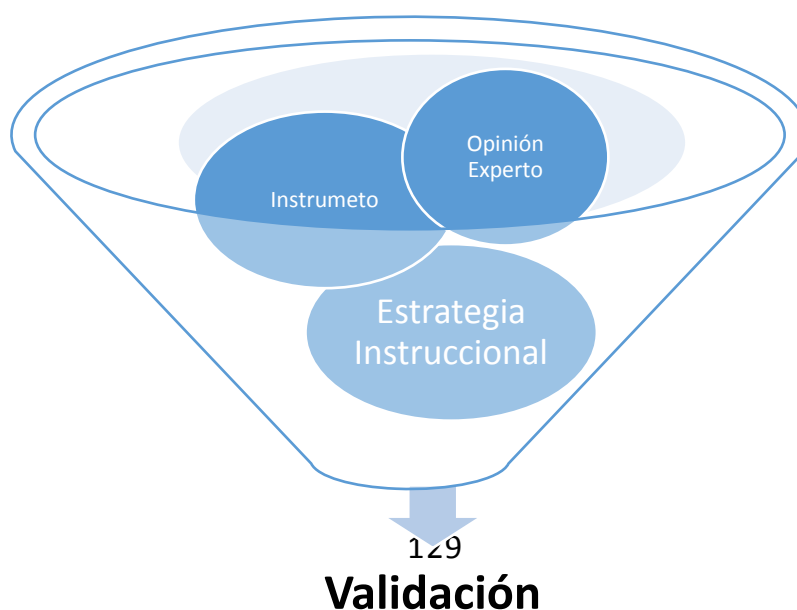 Opinión
Experto
Instrumeto
Estrategia
Instruccional
129
Validación